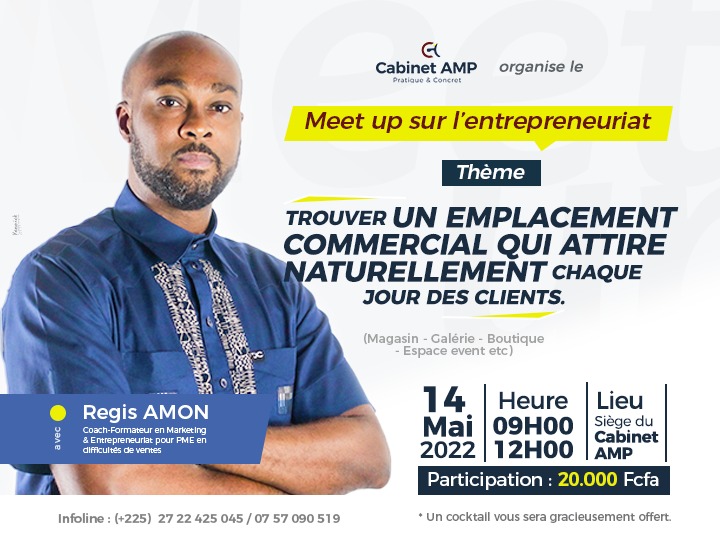 Cabinet AMP
Pratique & Concret
organise le
Meet up sur l'entrepreneuriat
Thème
TROUVER UN EMPLACEMENT
COMMERCIAL QUI ATTIRE
NATURELLEMENT CHAQUE
JOUR DES CLIENTS.
(Magasin - Galérie - Boutique
- Espace event etc)
avec
Regis AMON
Coach-Formateur en Marketing
& Entrepreneuriat pour PME en
difficultés de ventes
14
Mai
2022
Heure
09H00
12H00
Lieu
Siège du
Cabinet
AMP
Participation : 20.000 Fcfa
Infoline : (+225) 27 22 425 045 / 07 57 090 519
* Un cocktail vous sera gracieusement offert.